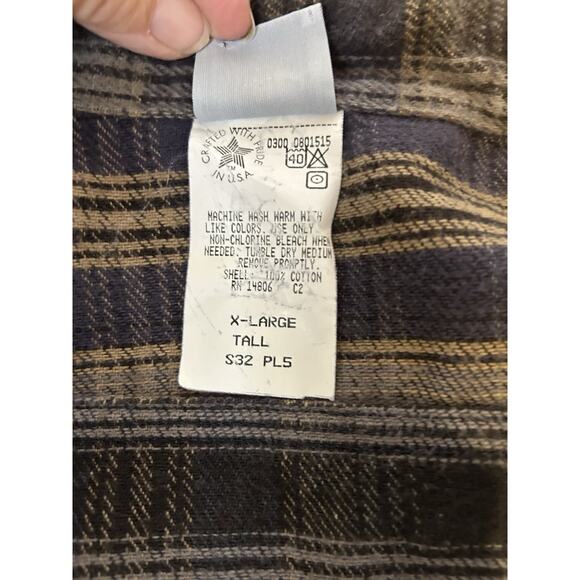 CRAFTED WITH PRIDE
IN U.S.A.
TM
0300 0801515
40
MACHINE WASH WARM WITH
LIKE COLORS. USE ONLY
NON-CHLORINE BLEACH WHEN
NEEDED. TUMBLE DRY MEDIUM
REMOVE PROMPTLY.
SHELL: 100% COTTON
RN 14806 C2
X-LARGE
TALL
S32 PL5